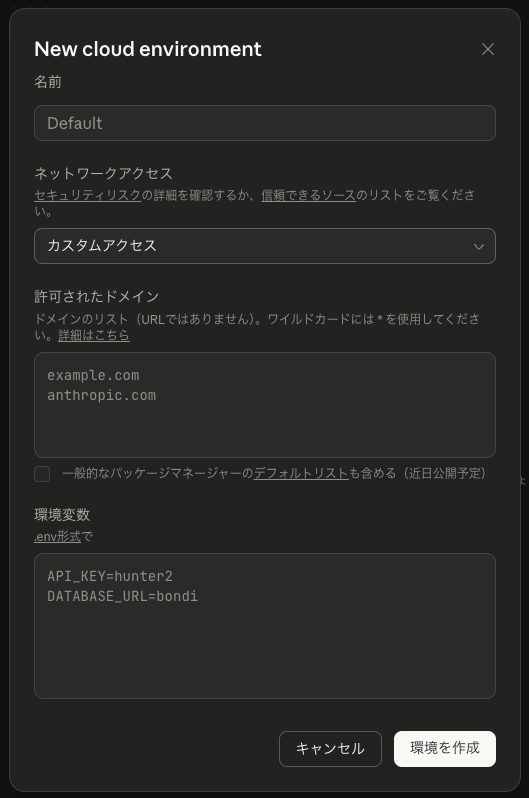 New cloud environment
名前
Default
ネットワークアクセス
セキュリティリスクの詳細を確認するか、信頼できるソースのリストをご覧くださ
い。
カスタムアクセス
許可されたドメイン
ドメインのリスト（URLではありません）。ワイルドカードには * を使用してくださ
い。詳細はこちら
example.com
anthropic.com
一般的なパッケージマネージャーのデフォルトリストも含める（近日公開予定）
環境変数
.env形式で
API_KEY=hunter2
DATABASE_URL=bondi
キャンセル
環境を作成